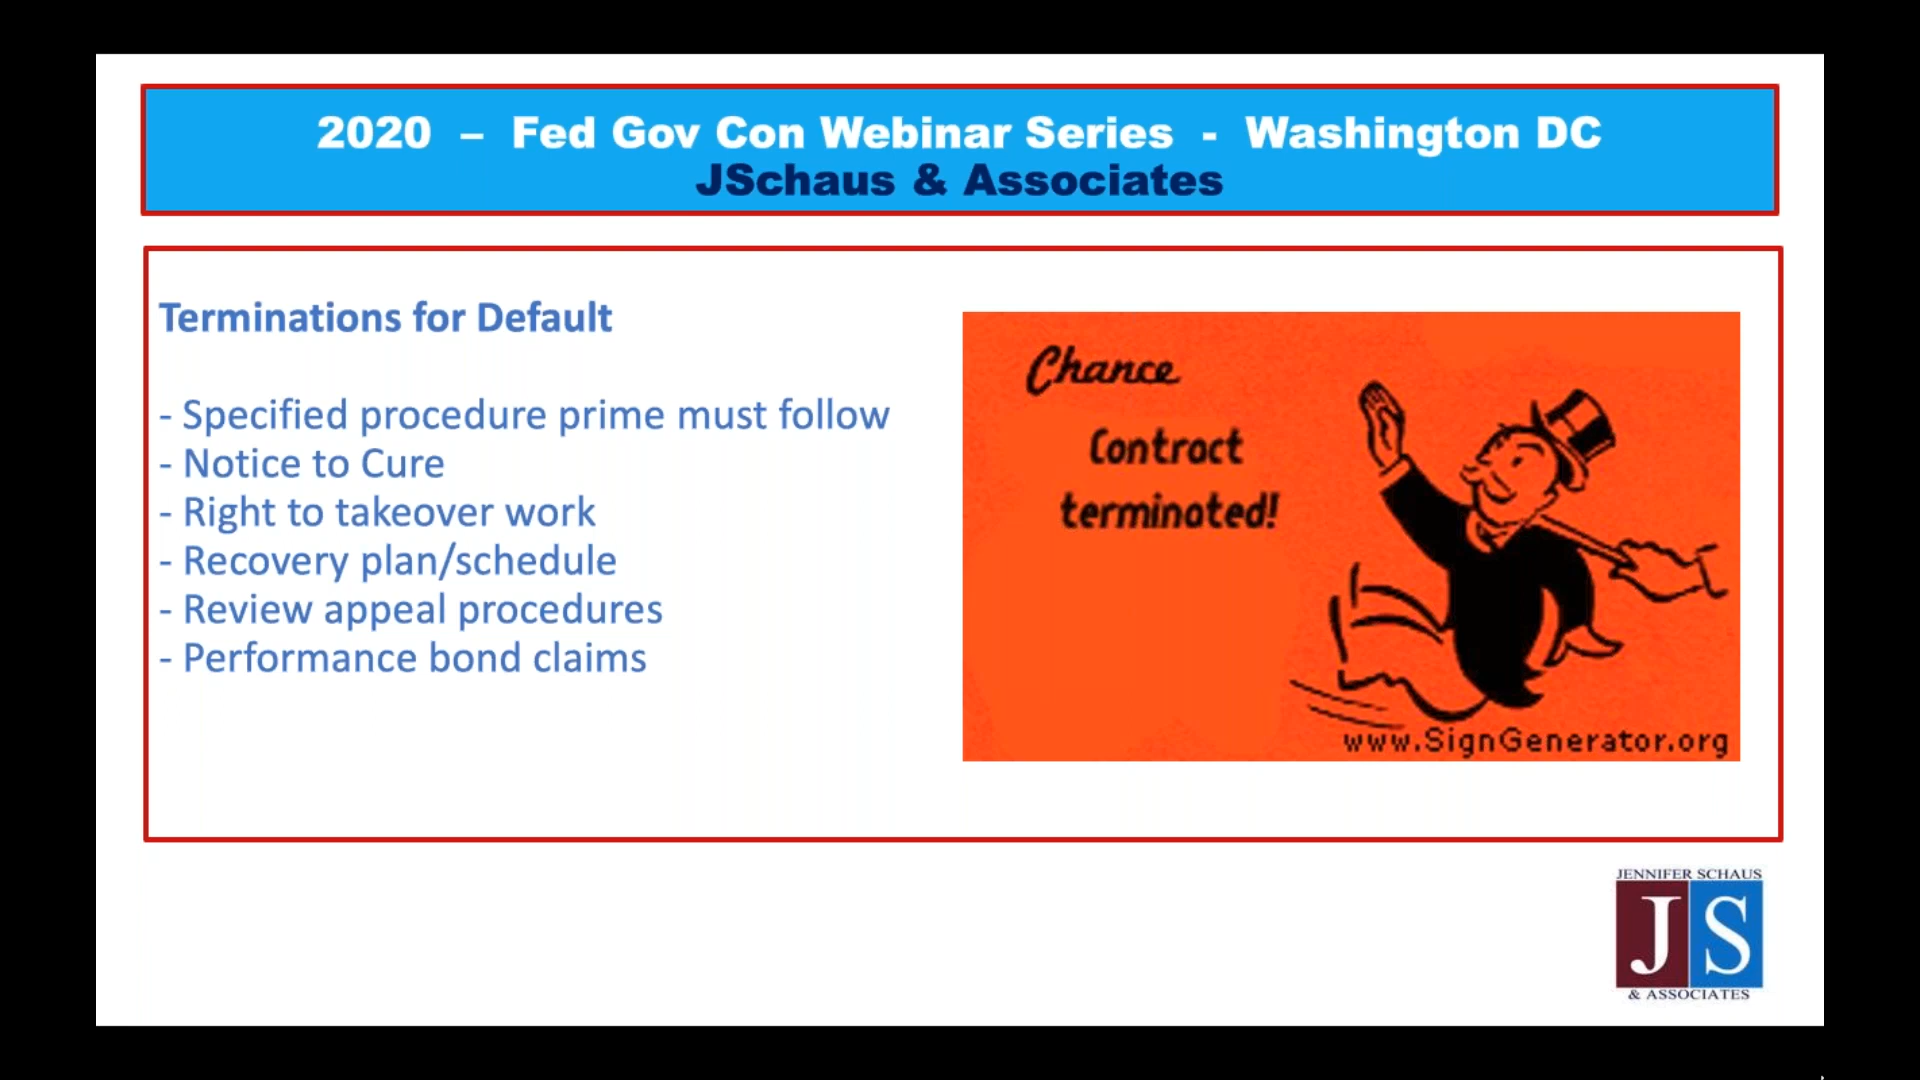 2020 – Fed Gov Con Webinar Series - Washington DC
JSchaus & Associates
Terminations for Default
- Specified procedure prime must follow
- Notice to Cure
- Right to takeover work
- Recovery plan/schedule
- Review appeal procedures
- Performance bond claims
Chance
Contract
terminated!
www.SignGenerator.org
JENNIFER SCHAUS
JS
& ASSOCIATES